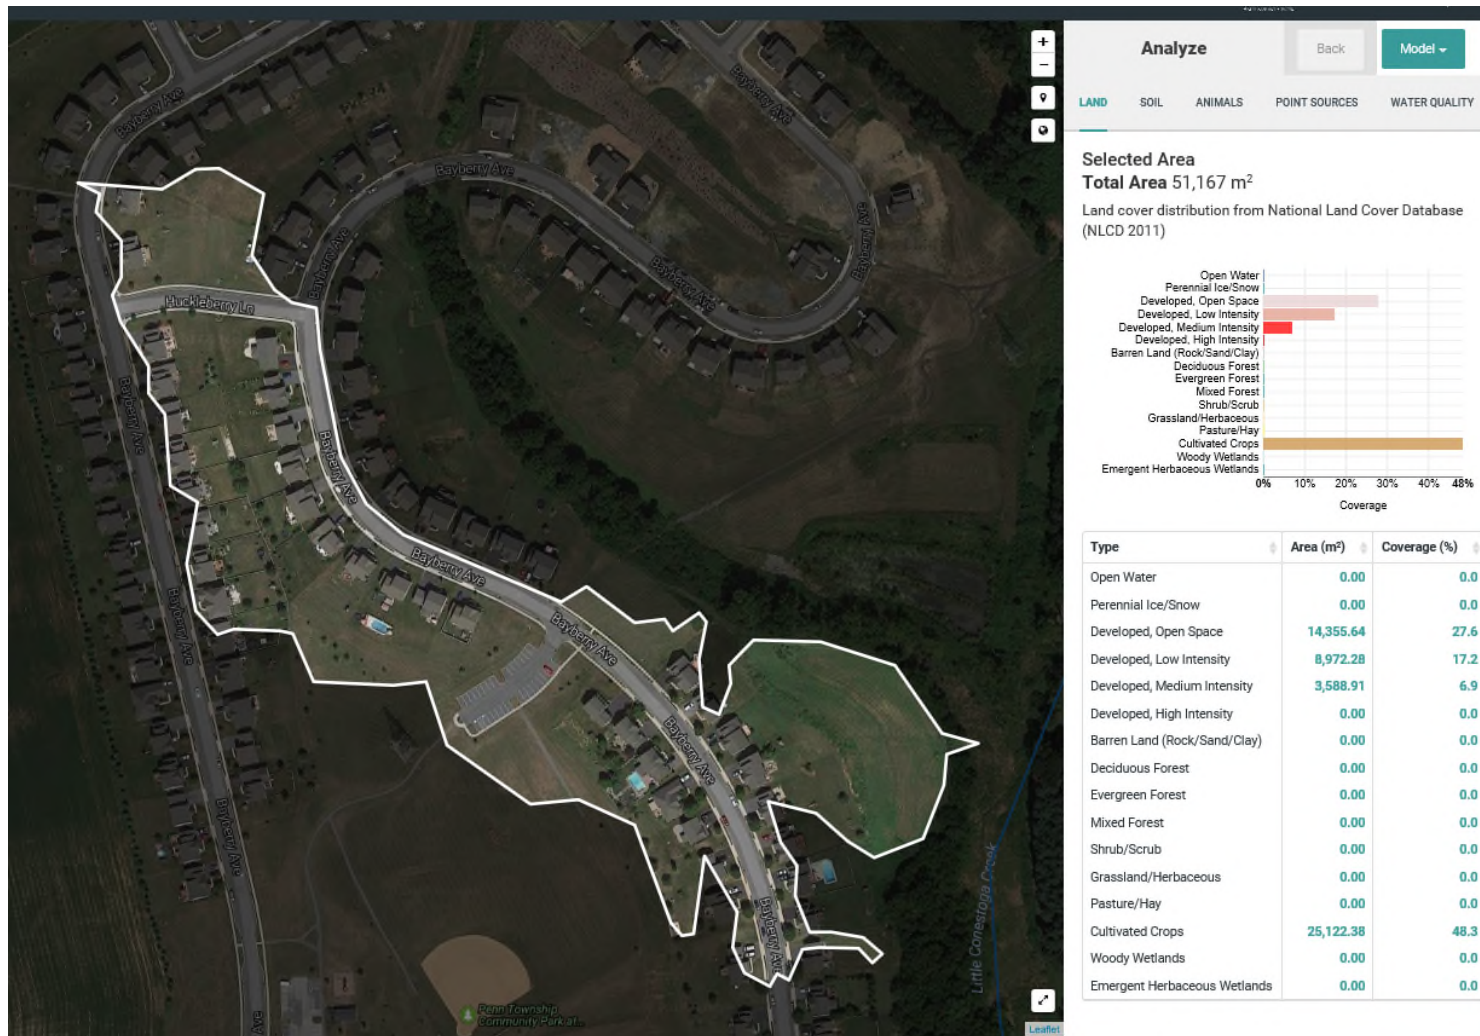 Analyze
Back
Model
LAND SOIL ANIMALS POINT SOURCES WATER QUALITY
Selected Area
Total Area 51,167 m²
Land cover distribution from National Land Cover Database
(NLCD 2011)
Open Water
Perennial Ice/Snow
Developed, Open Space
Developed, Low Intensity
Developed, Medium Intensity
Developed, High Intensity
Barren Land (Rock/Sand/Clay)
Deciduous Forest
Evergreen Forest
Mixed Forest
Shrub/Scrub
Grassland/Herbaceous
Pasture/Hay
Cultivated Crops
Woody Wetlands
Emergent Herbaceous Wetlands
0% 10% 20% 30% 40% 48%
Coverage
Type Area (m²) Coverage (%)
Open Water 0.00 0.0
Perennial Ice/Snow 0.00 0.0
Developed, Open Space 14,355.64 27.6
Developed, Low Intensity 8,972.28 17.2
Developed, Medium Intensity 3,588.91 6.9
Developed, High Intensity 0.00 0.0
Barren Land (Rock/Sand/Clay) 0.00 0.0
Deciduous Forest 0.00 0.0
Evergreen Forest 0.00 0.0
Mixed Forest 0.00 0.0
Shrub/Scrub 0.00 0.0
Grassland/Herbaceous 0.00 0.0
Pasture/Hay 0.00 0.0
Cultivated Crops 25,122.38 48.3
Woody Wetlands 0.00 0.0
Emergent Herbaceous Wetlands 0.00 0.0
+
−
Bayberry Ave
Bayberry Ave
Bayberry Ave
Bayberry Ave
Bayberry Ave
Bayberry Ave
Huckleberry Ln
Bayberry Ave
Bayberry Ave
Bayberry Ave
Bayberry Ave
Bayberry Ave
Bayberry Ave
Bayberry Ave
Bayberry Ave
Ave
Little Conestoga Creek
Penn Township
Community Park at...
Leaflet